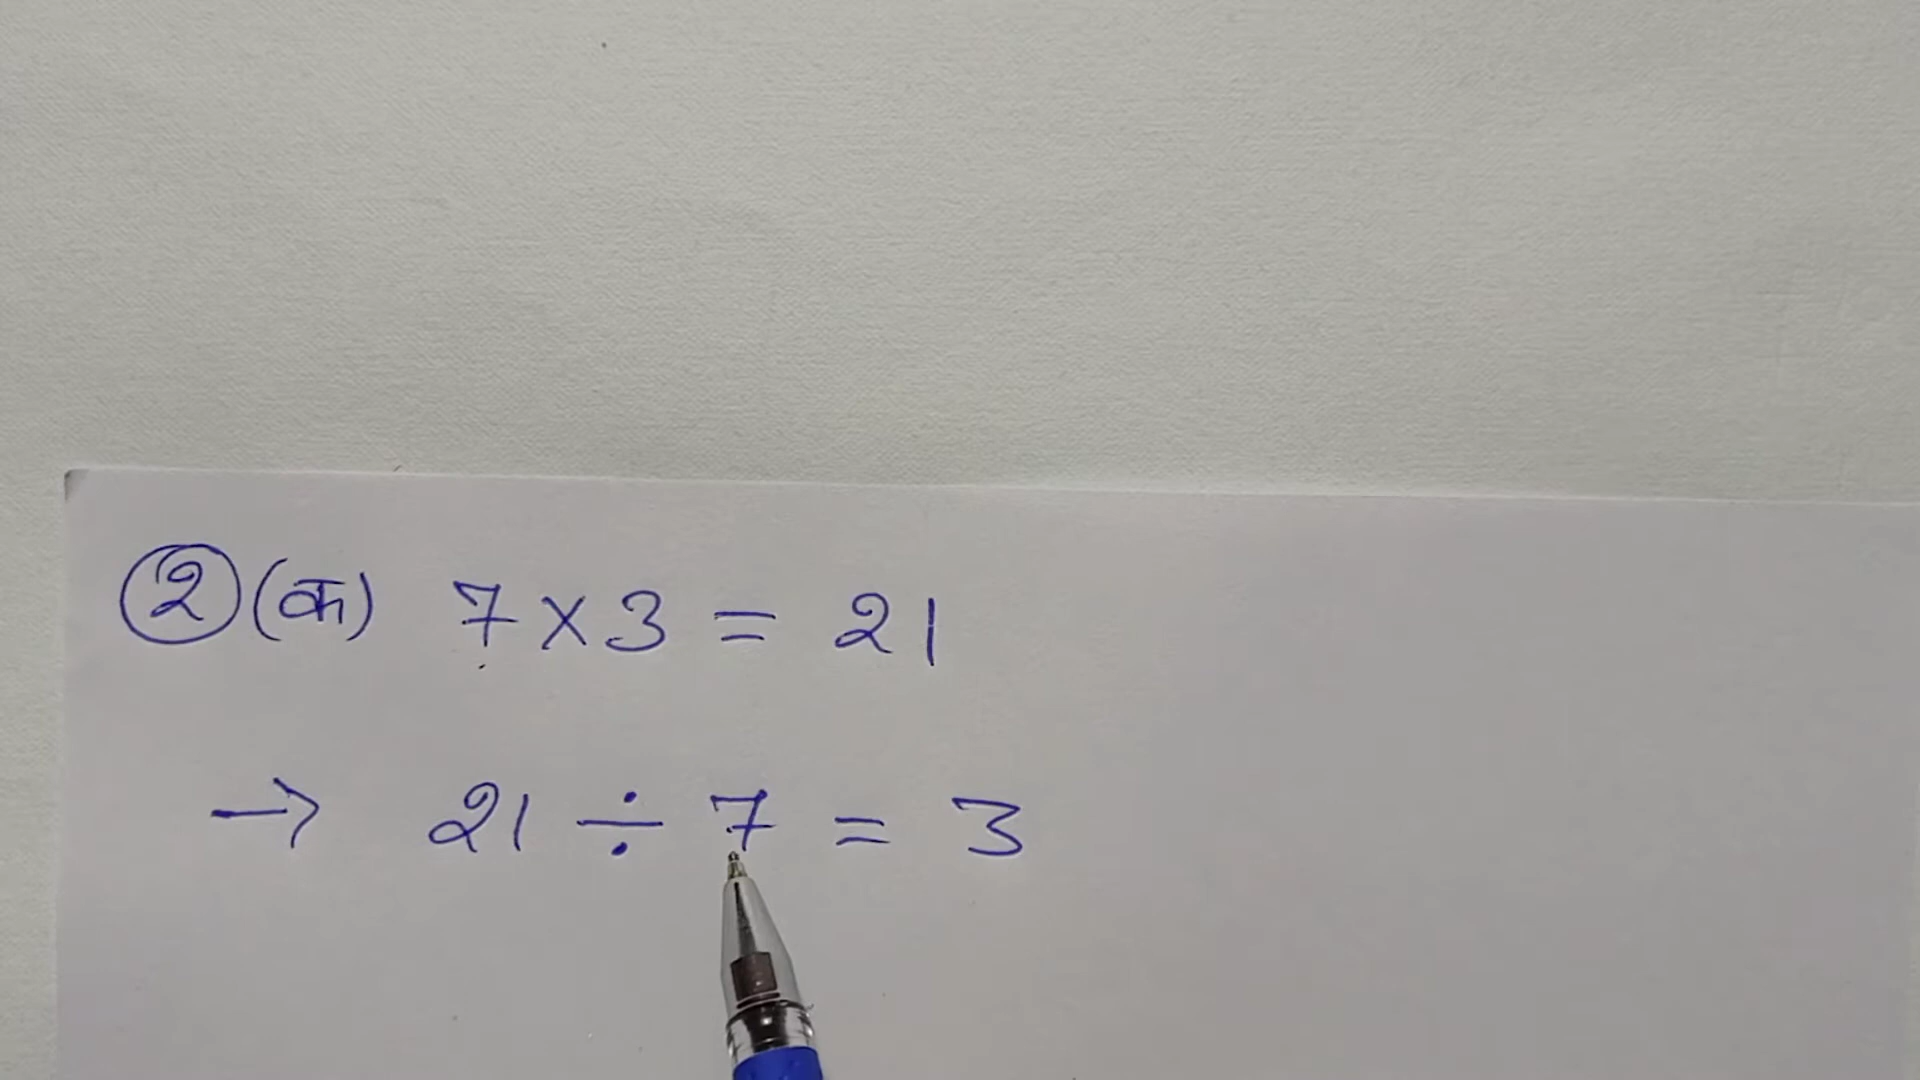 ② (क) 7 × 3 = 21
→ 21 ÷ 7 = 3